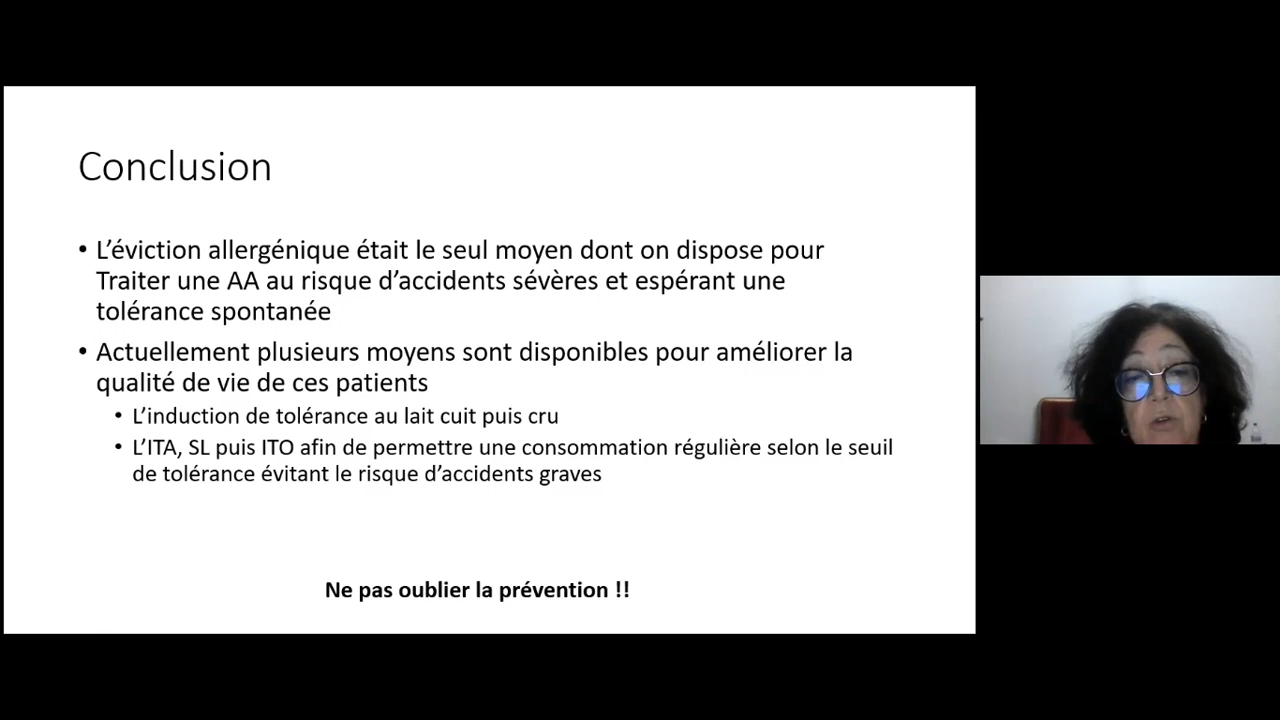 Conclusion
• L’éviction allergénique était le seul moyen dont on dispose pour
Traiter une AA au risque d’accidents sévères et espérant une
tolérance spontanée
• Actuellement plusieurs moyens sont disponibles pour améliorer la
qualité de vie de ces patients
• L’induction de tolérance au lait cuit puis cru
• L’ITA, SL puis ITO afin de permettre une consommation régulière selon le seuil
de tolérance évitant le risque d’accidents graves
Ne pas oublier la prévention !!